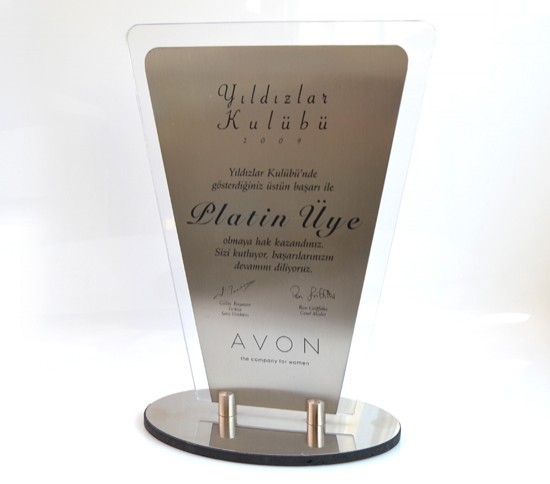 Yıldızlar
Kulübü
2009
Yıldızlar Kulübü'nde
gösterdiğiniz üstün başarı ile
Platin Üye
olmaya hak kazandınız.
Sizi kutluyor, başarılarınızın
devamını diliyoruz.
AVON
the company for women